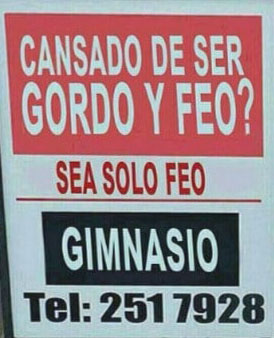 CANSADO DE SER
GORDO Y FEO?
SEA SOLO FEO
GIMNASIO
Tel: 251 7928